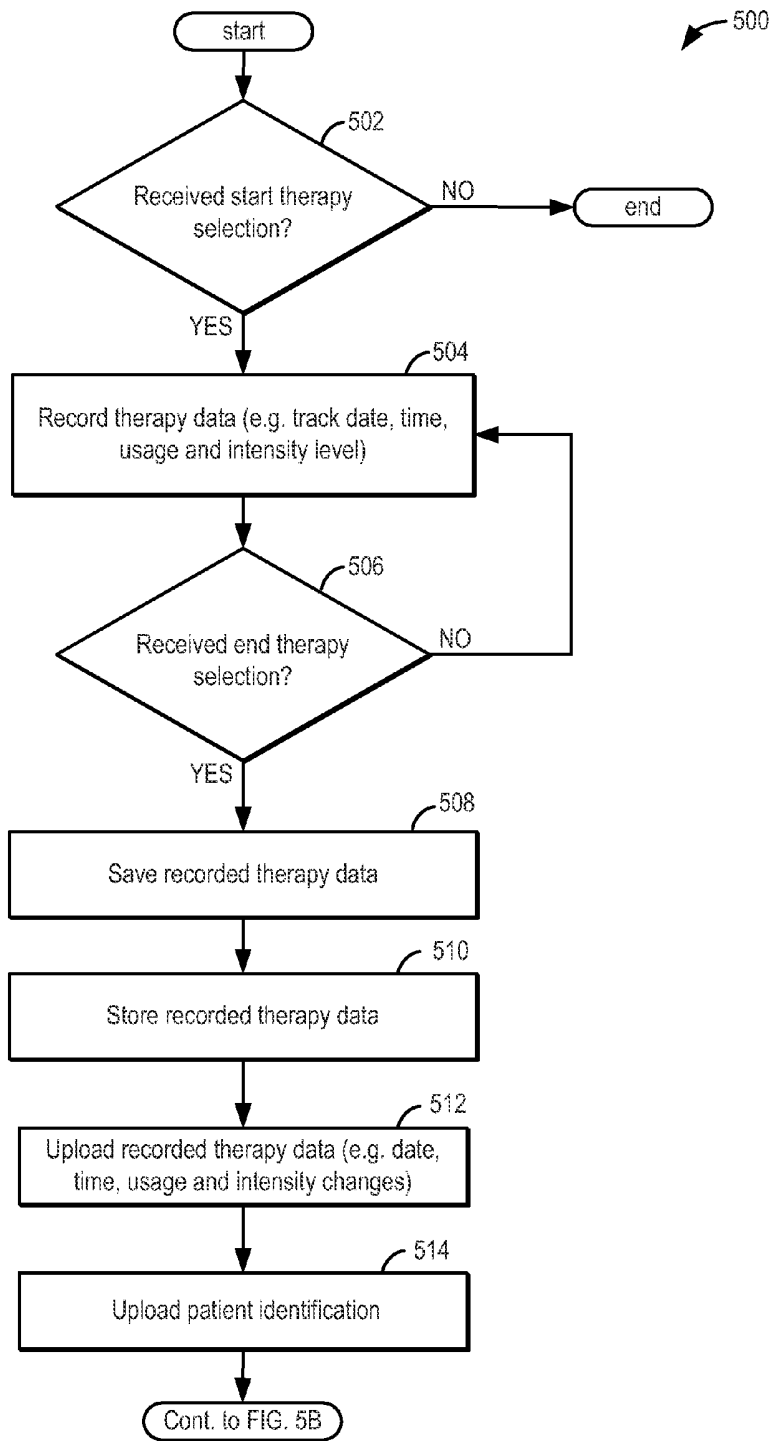 start
500
502
Received start therapy
selection?
NO
end
YES
504
Record therapy data (e.g. track date, time,
usage and intensity level)
506
Received end therapy
selection?
NO
YES
508
Save recorded therapy data
510
Store recorded therapy data
512
Upload recorded therapy data (e.g. date,
time, usage and intensity changes)
514
Upload patient identification
Cont. to FIG. 5B